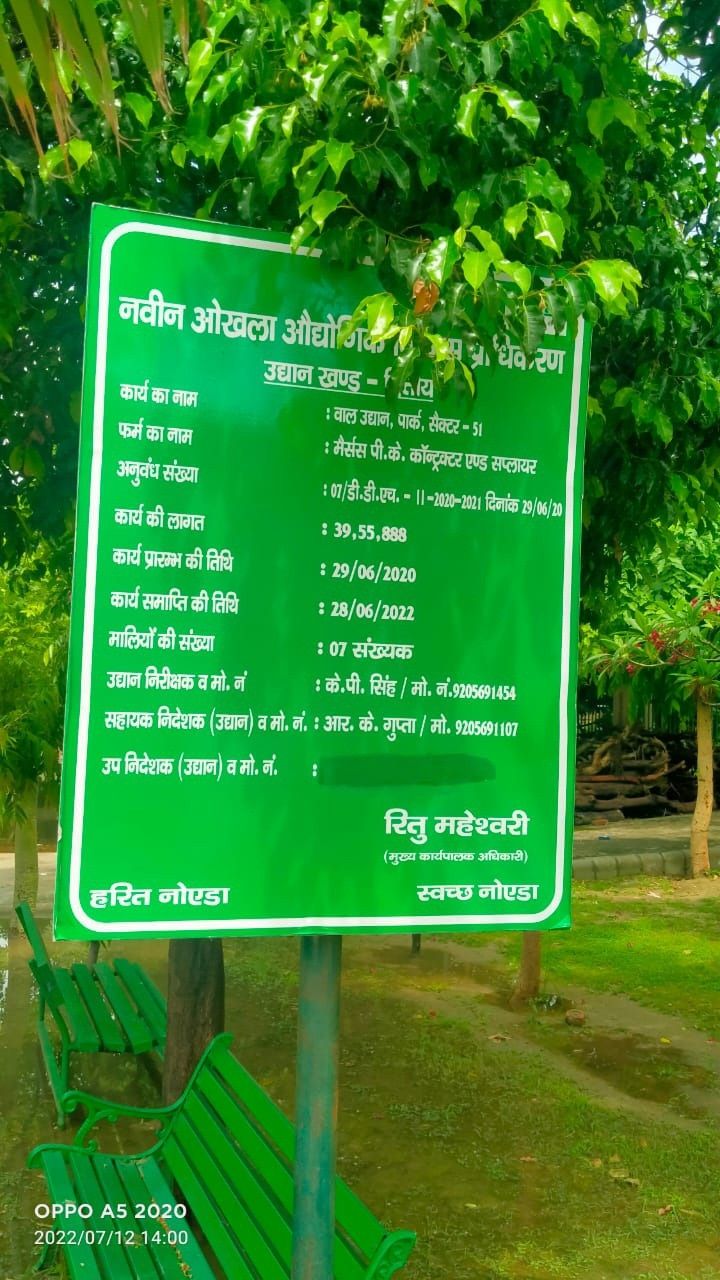 नवीन ओखला औद्योगिक प्राधिकरण
उद्यान खण्ड - द्वितीय
कार्य का नाम : वाल उद्यान, पार्क, सैक्टर - 51
फर्म का नाम : मैर्सस पी.के. कॉन्ट्रक्टर एण्ड सप्लायर
अनुवंध संख्या : 07/डी.डी.एच. - II -2020-2021 दिनांक 29/06/20
कार्य की लागत : 39,55,888
कार्य प्रारम्भ की तिथि : 29/06/2020
कार्य समाप्ति की तिथि : 28/06/2022
मालियों की संख्या : 07 संख्यक
उद्यान निरीक्षक व मो. नं : के.पी. सिंह / मो. नं.9205691454
सहायक निदेशक (उद्यान) व मो. नं. : आर. के. गुप्ता / मो. 9205691107
उप निदेशक (उद्यान) व मो. नं. :
रितु माहेश्वरी
(मुख्य कार्यपालक अधिकारी)
हरित नोएडा स्वच्छ नोएडा
OPPO A5 2020
2022/07/12 14:00